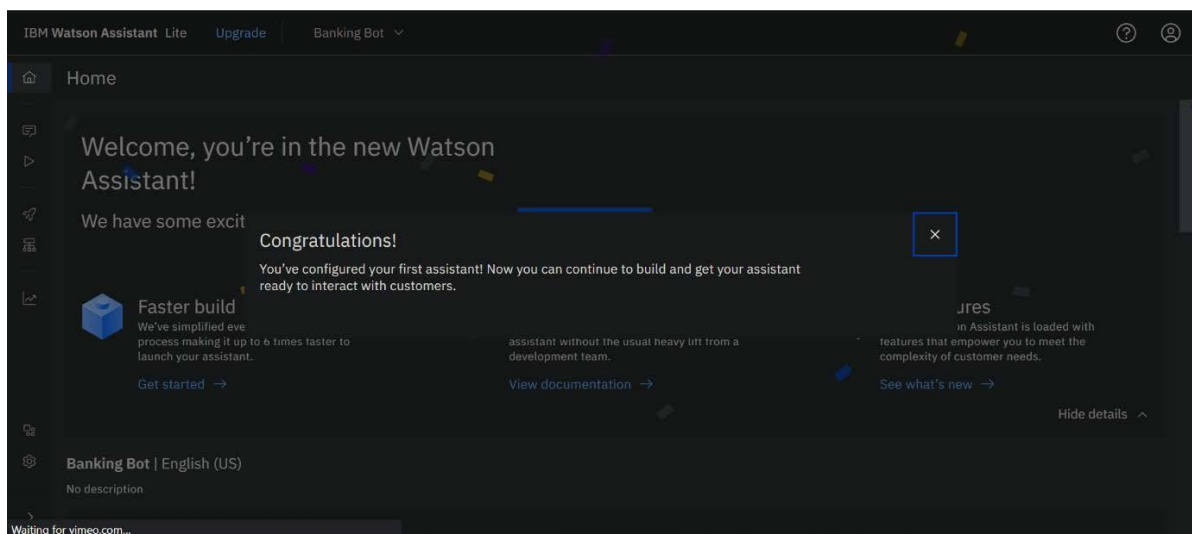 IBM Watson Assistant Lite Upgrade Banking Bot
Home
Welcome, you're in the new Watson
Assistant!
We have some excit
Congratulations!
You've configured your first assistant! Now you can continue to build and get your assistant
ready to interact with customers.
Faster build
We've simplified eve
process making it up to 6 times faster to
launch your assistant.
Get started →
assistant without the usual heavy lift from a
development team.
View documentation →
ures
n Assistant is loaded with
features that empower you to meet the
complexity of customer needs.
See what's new →
Hide details
Banking Bot | English (US)
No description
Waiting for vimeo.com...